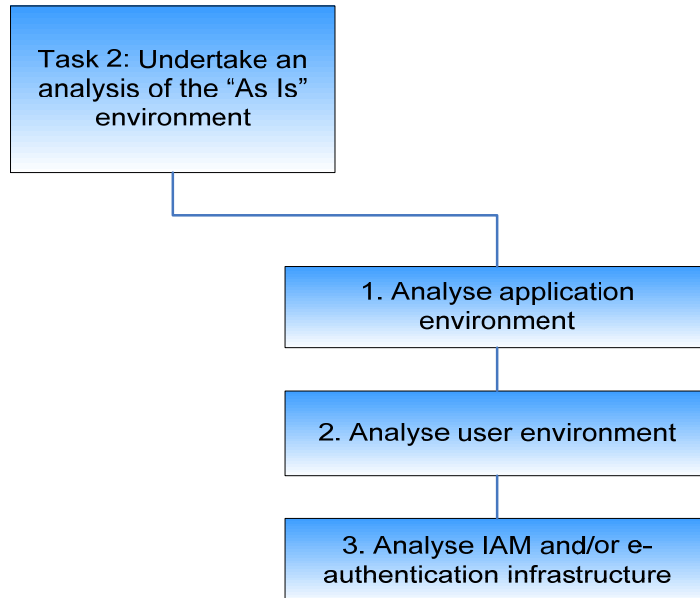 Task 2: Undertake an
analysis of the “As Is”
environment
1. Analyse application
environment
2. Analyse user environment
3. Analyse IAM and/or e-
authentication infrastructure